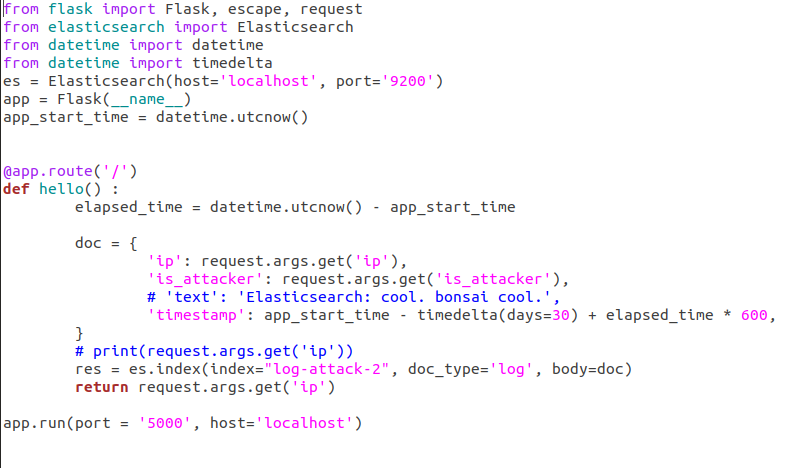 from flask import Flask, escape, request
from elasticsearch import Elasticsearch
from datetime import datetime
from datetime import timedelta
es = Elasticsearch(host='localhost', port='9200')
app = Flask(__name__)
app_start_time = datetime.utcnow()
@app.route('/')
def hello() :
        elapsed_time = datetime.utcnow() - app_start_time
        doc = {
                'ip': request.args.get('ip'),
                'is_attacker': request.args.get('is_attacker'),
                # 'text': 'Elasticsearch: cool. bonsai cool.',
                'timestamp': app_start_time - timedelta(days=30) + elapsed_time * 600,
        }
        # print(request.args.get('ip'))
        res = es.index(index="log-attack-2", doc_type='log', body=doc)
        return request.args.get('ip')
app.run(port = '5000', host='localhost')